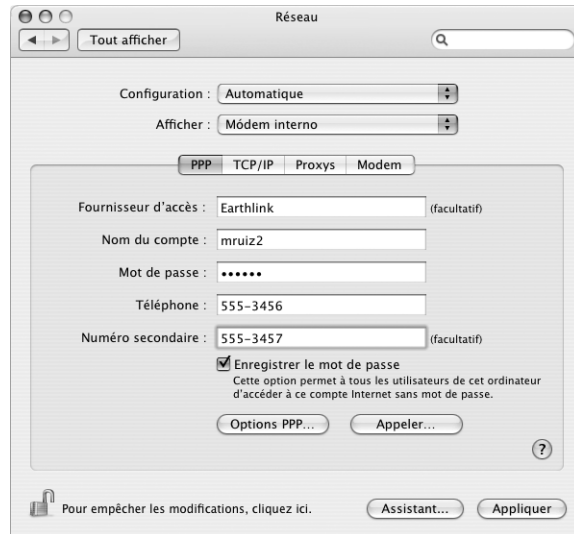 Réseau
Tout afficher
Configuration : Automatique
Afficher : Módem interno
PPP TCP/IP Proxys Modem
Fournisseur d'accès : Earthlink (facultatif)
Nom du compte : mruiz2
Mot de passe : ••••••
Téléphone : 555-3456
Numéro secondaire : 555-3457 (facultatif)
Enregistrer le mot de passe
Cette option permet à tous les utilisateurs de cet ordinateur
d'accéder à ce compte Internet sans mot de passe.
Options PPP... Appeler...
?
Pour empêcher les modifications, cliquez ici. Assistant... Appliquer